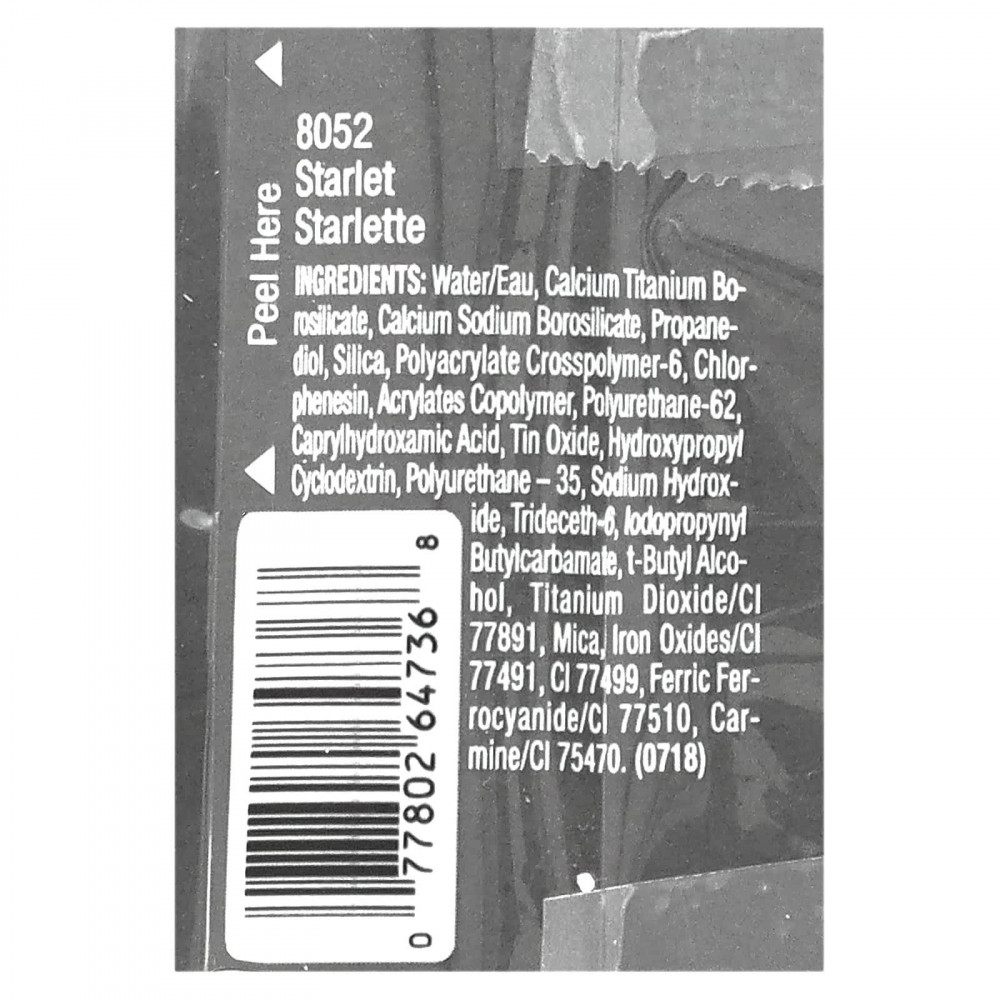 Peel Here
8052
Starlet
Starlette
INGREDIENTS: Water/Eau, Calcium Titanium Bo-
rosilicate, Calcium Sodium Borosilicate, Propane-
diol, Silica, Polyacrylate Crosspolymer-6, Chlor-
phenesin, Acrylates Copolymer, Polyurethane-62,
Caprylhydroxamic Acid, Tin Oxide, Hydroxypropyl
Cyclodextrin, Polyurethane – 35, Sodium Hydrox-
ide, Trideceth-6, Iodopropynyl
Butylcarbamate, t-Butyl Alco-
hol, Titanium Dioxide/CI
77891, Mica, Iron Oxides/CI
77491, CI 77499, Ferric Fer-
rocyanide/CI 77510, Car-
mine/CI 75470. (0718)
0 77802 64736 8